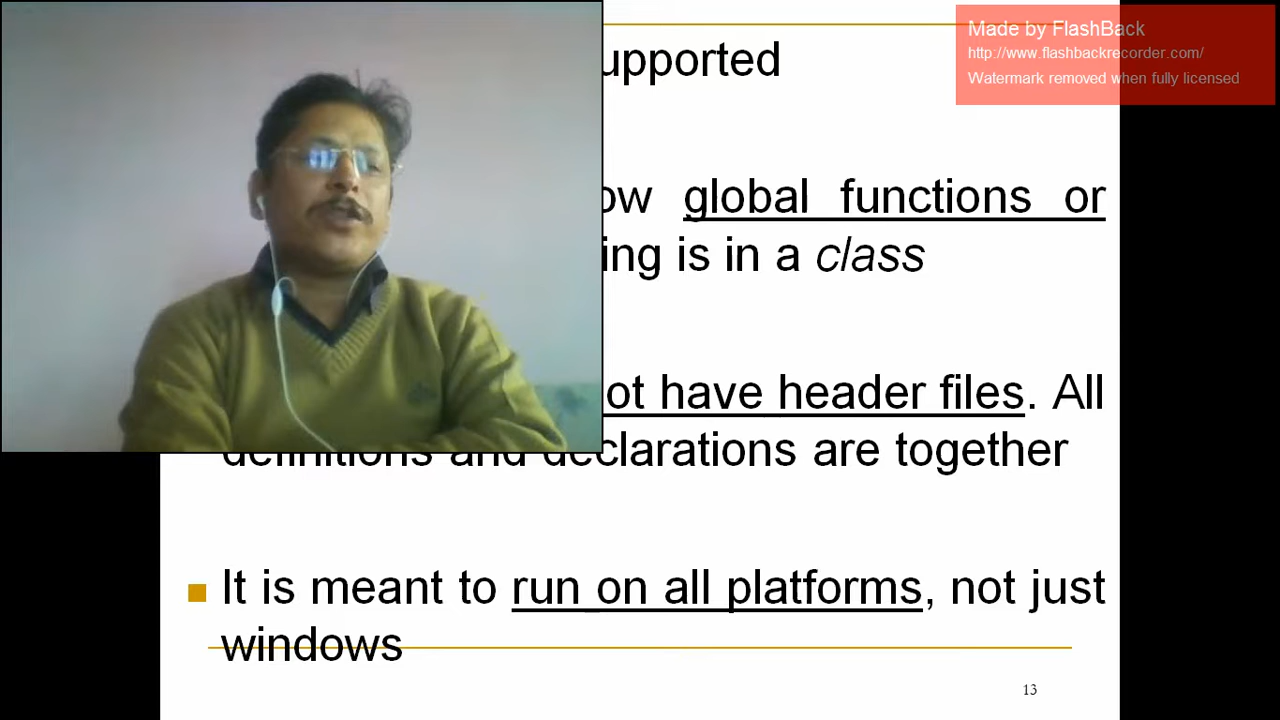 Made by FlashBack
http://www.flashbackrecorder.com/
Watermark removed when fully licensed
upported
ow global functions or
ing is in a class
ot have header files. All
definitions and declarations are together
It is meant to run on all platforms, not just
windows
13